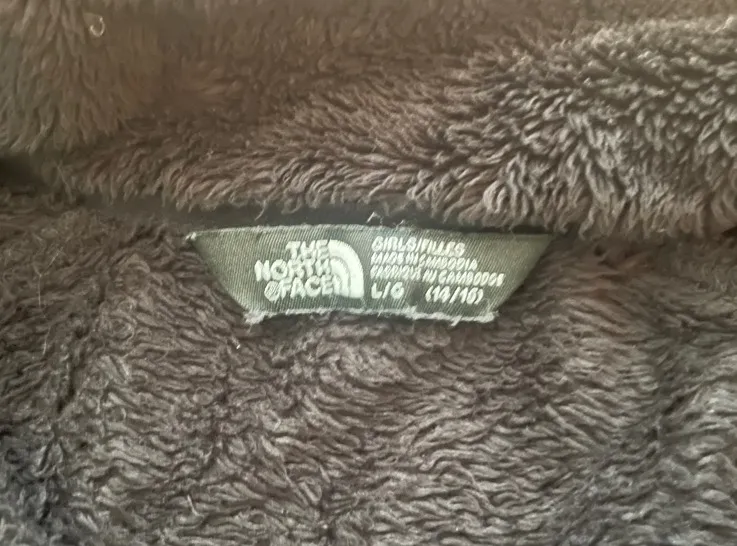 THE
NORTH
FACE
GIRLS/FILLES
MADE IN CAMBODIA
FABRIQUÉ AU CAMBODGE
L/G (14/16)